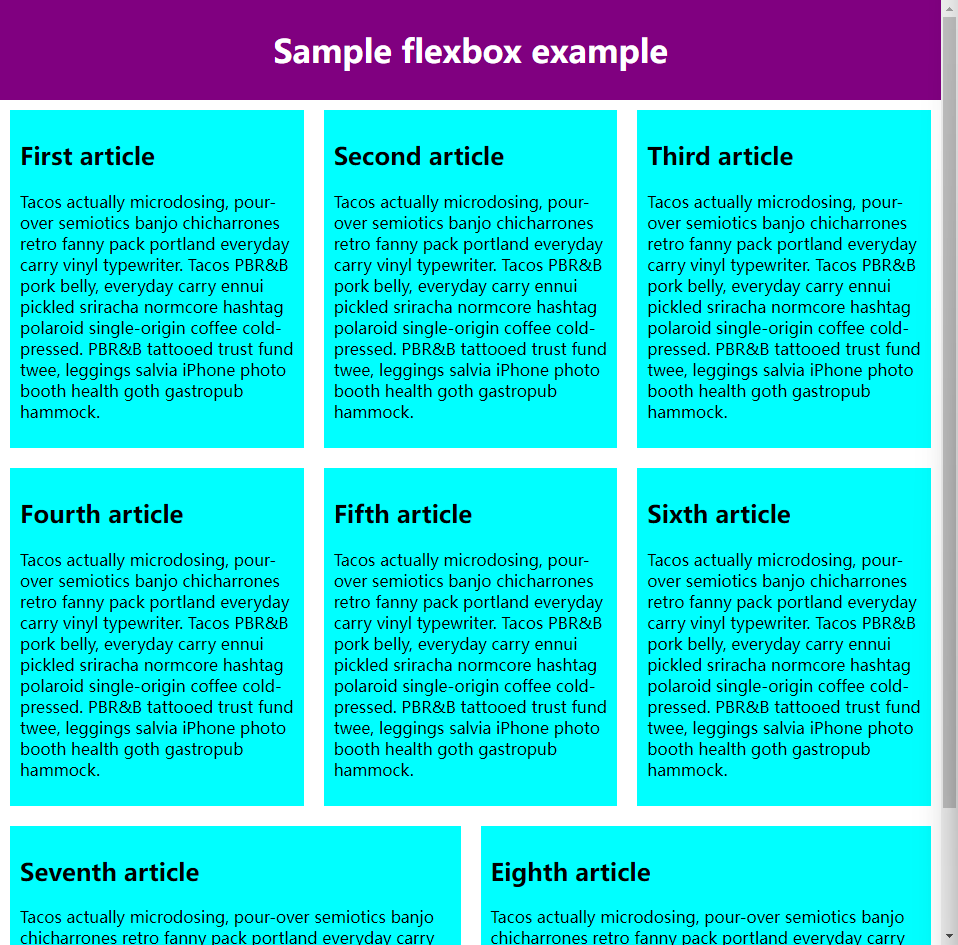 Sample flexbox example
First article
Tacos actually microdosing, pour-
over semiotics banjo chicharrones
retro fanny pack portland everyday
carry vinyl typewriter. Tacos PBR&B
pork belly, everyday carry ennui
pickled sriracha normcore hashtag
polaroid single-origin coffee cold-
pressed. PBR&B tattooed trust fund
twee, leggings salvia iPhone photo
booth health goth gastropub
hammock.
Second article
Tacos actually microdosing, pour-
over semiotics banjo chicharrones
retro fanny pack portland everyday
carry vinyl typewriter. Tacos PBR&B
pork belly, everyday carry ennui
pickled sriracha normcore hashtag
polaroid single-origin coffee cold-
pressed. PBR&B tattooed trust fund
twee, leggings salvia iPhone photo
booth health goth gastropub
hammock.
Third article
Tacos actually microdosing, pour-
over semiotics banjo chicharrones
retro fanny pack portland everyday
carry vinyl typewriter. Tacos PBR&B
pork belly, everyday carry ennui
pickled sriracha normcore hashtag
polaroid single-origin coffee cold-
pressed. PBR&B tattooed trust fund
twee, leggings salvia iPhone photo
booth health goth gastropub
hammock.
Fourth article
Tacos actually microdosing, pour-
over semiotics banjo chicharrones
retro fanny pack portland everyday
carry vinyl typewriter. Tacos PBR&B
pork belly, everyday carry ennui
pickled sriracha normcore hashtag
polaroid single-origin coffee cold-
pressed. PBR&B tattooed trust fund
twee, leggings salvia iPhone photo
booth health goth gastropub
hammock.
Fifth article
Tacos actually microdosing, pour-
over semiotics banjo chicharrones
retro fanny pack portland everyday
carry vinyl typewriter. Tacos PBR&B
pork belly, everyday carry ennui
pickled sriracha normcore hashtag
polaroid single-origin coffee cold-
pressed. PBR&B tattooed trust fund
twee, leggings salvia iPhone photo
booth health goth gastropub
hammock.
Sixth article
Tacos actually microdosing, pour-
over semiotics banjo chicharrones
retro fanny pack portland everyday
carry vinyl typewriter. Tacos PBR&B
pork belly, everyday carry ennui
pickled sriracha normcore hashtag
polaroid single-origin coffee cold-
pressed. PBR&B tattooed trust fund
twee, leggings salvia iPhone photo
booth health goth gastropub
hammock.
Seventh article
Tacos actually microdosing, pour-over semiotics banjo
chicharrones retro fanny pack portland everyday carry
Eighth article
Tacos actually microdosing, pour-over semiotics banjo
chicharrones retro fanny pack portland everyday carry